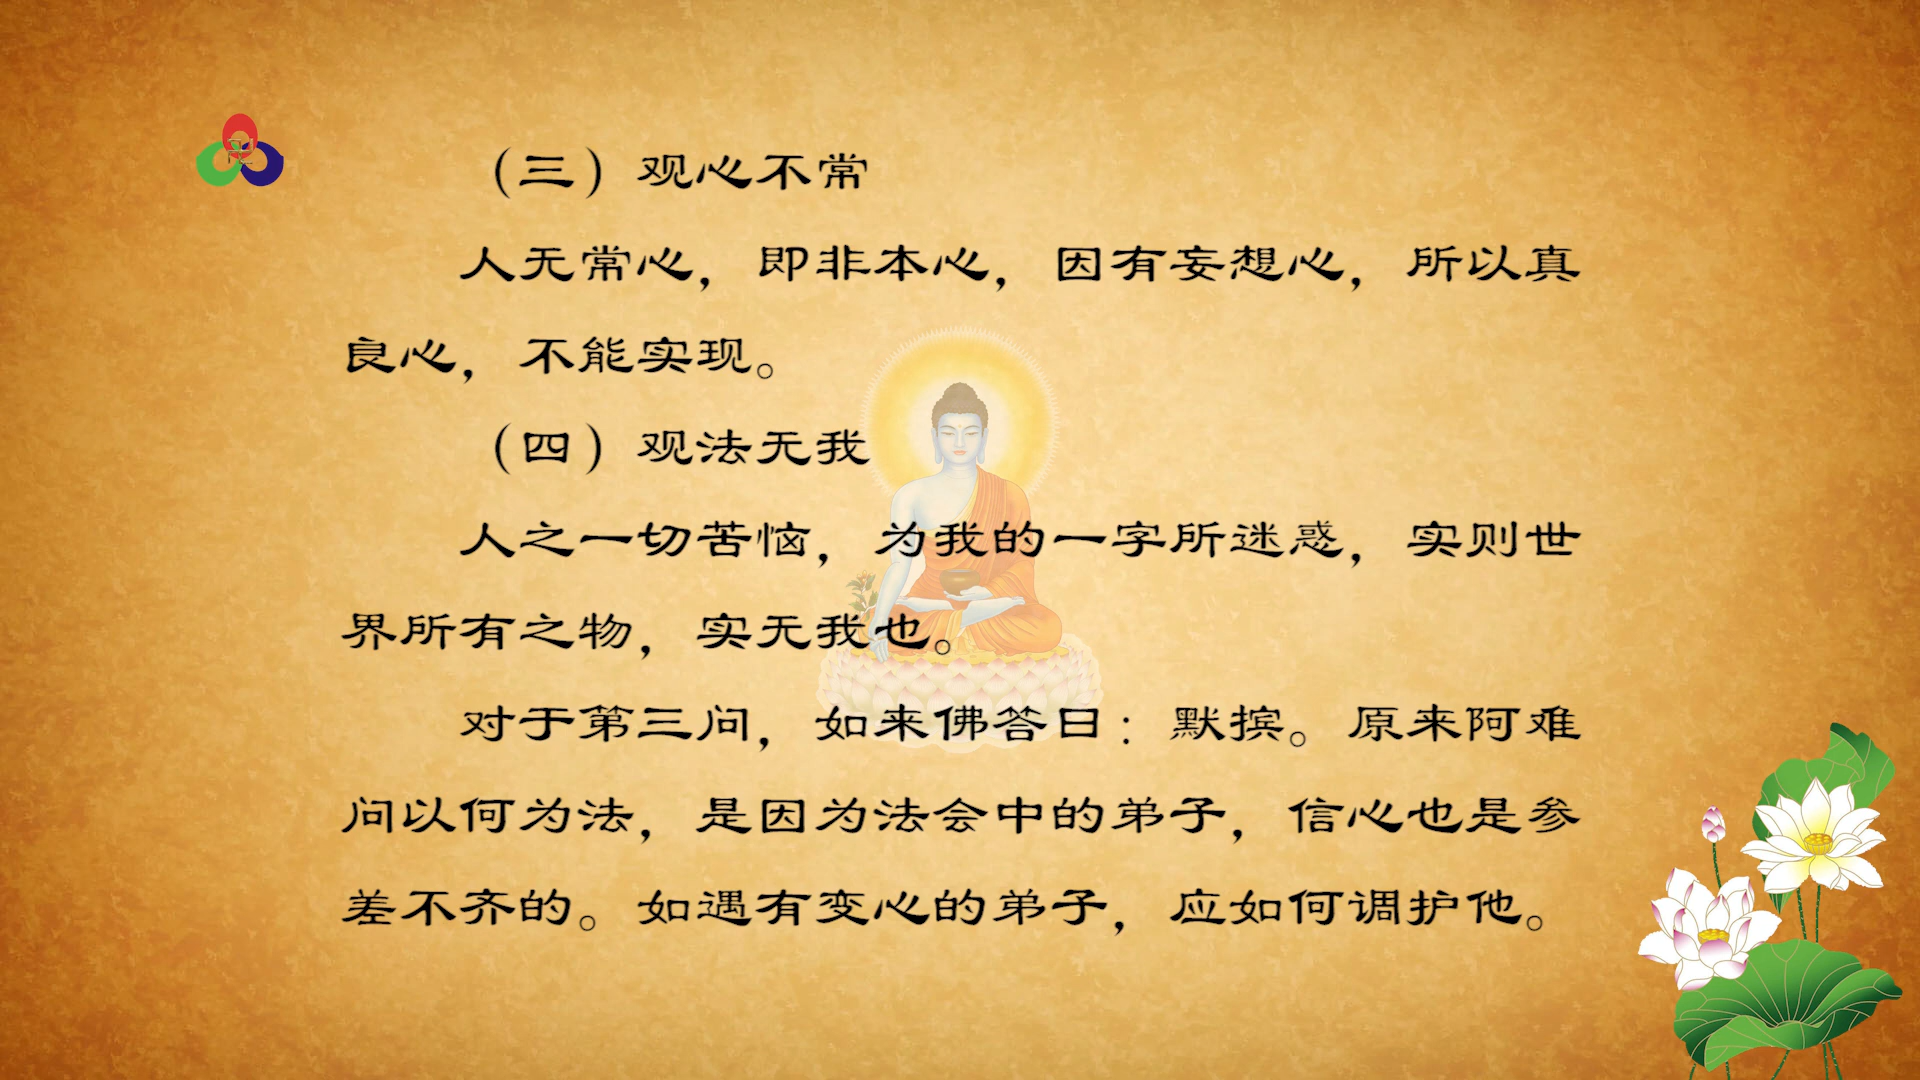 （三）观心不常
人无常心，即非本心，因有妄想心，所以真
良心，不能实现。
（四）观法无我
人之一切苦恼，为我的一字所迷惑，实则世
界所有之物，实无我也。
对于第三问，如来佛答曰：默摈。原来阿难
问以何为法，是因为法会中的弟子，信心也是参
差不齐的。如遇有变心的弟子，应如何调护他。